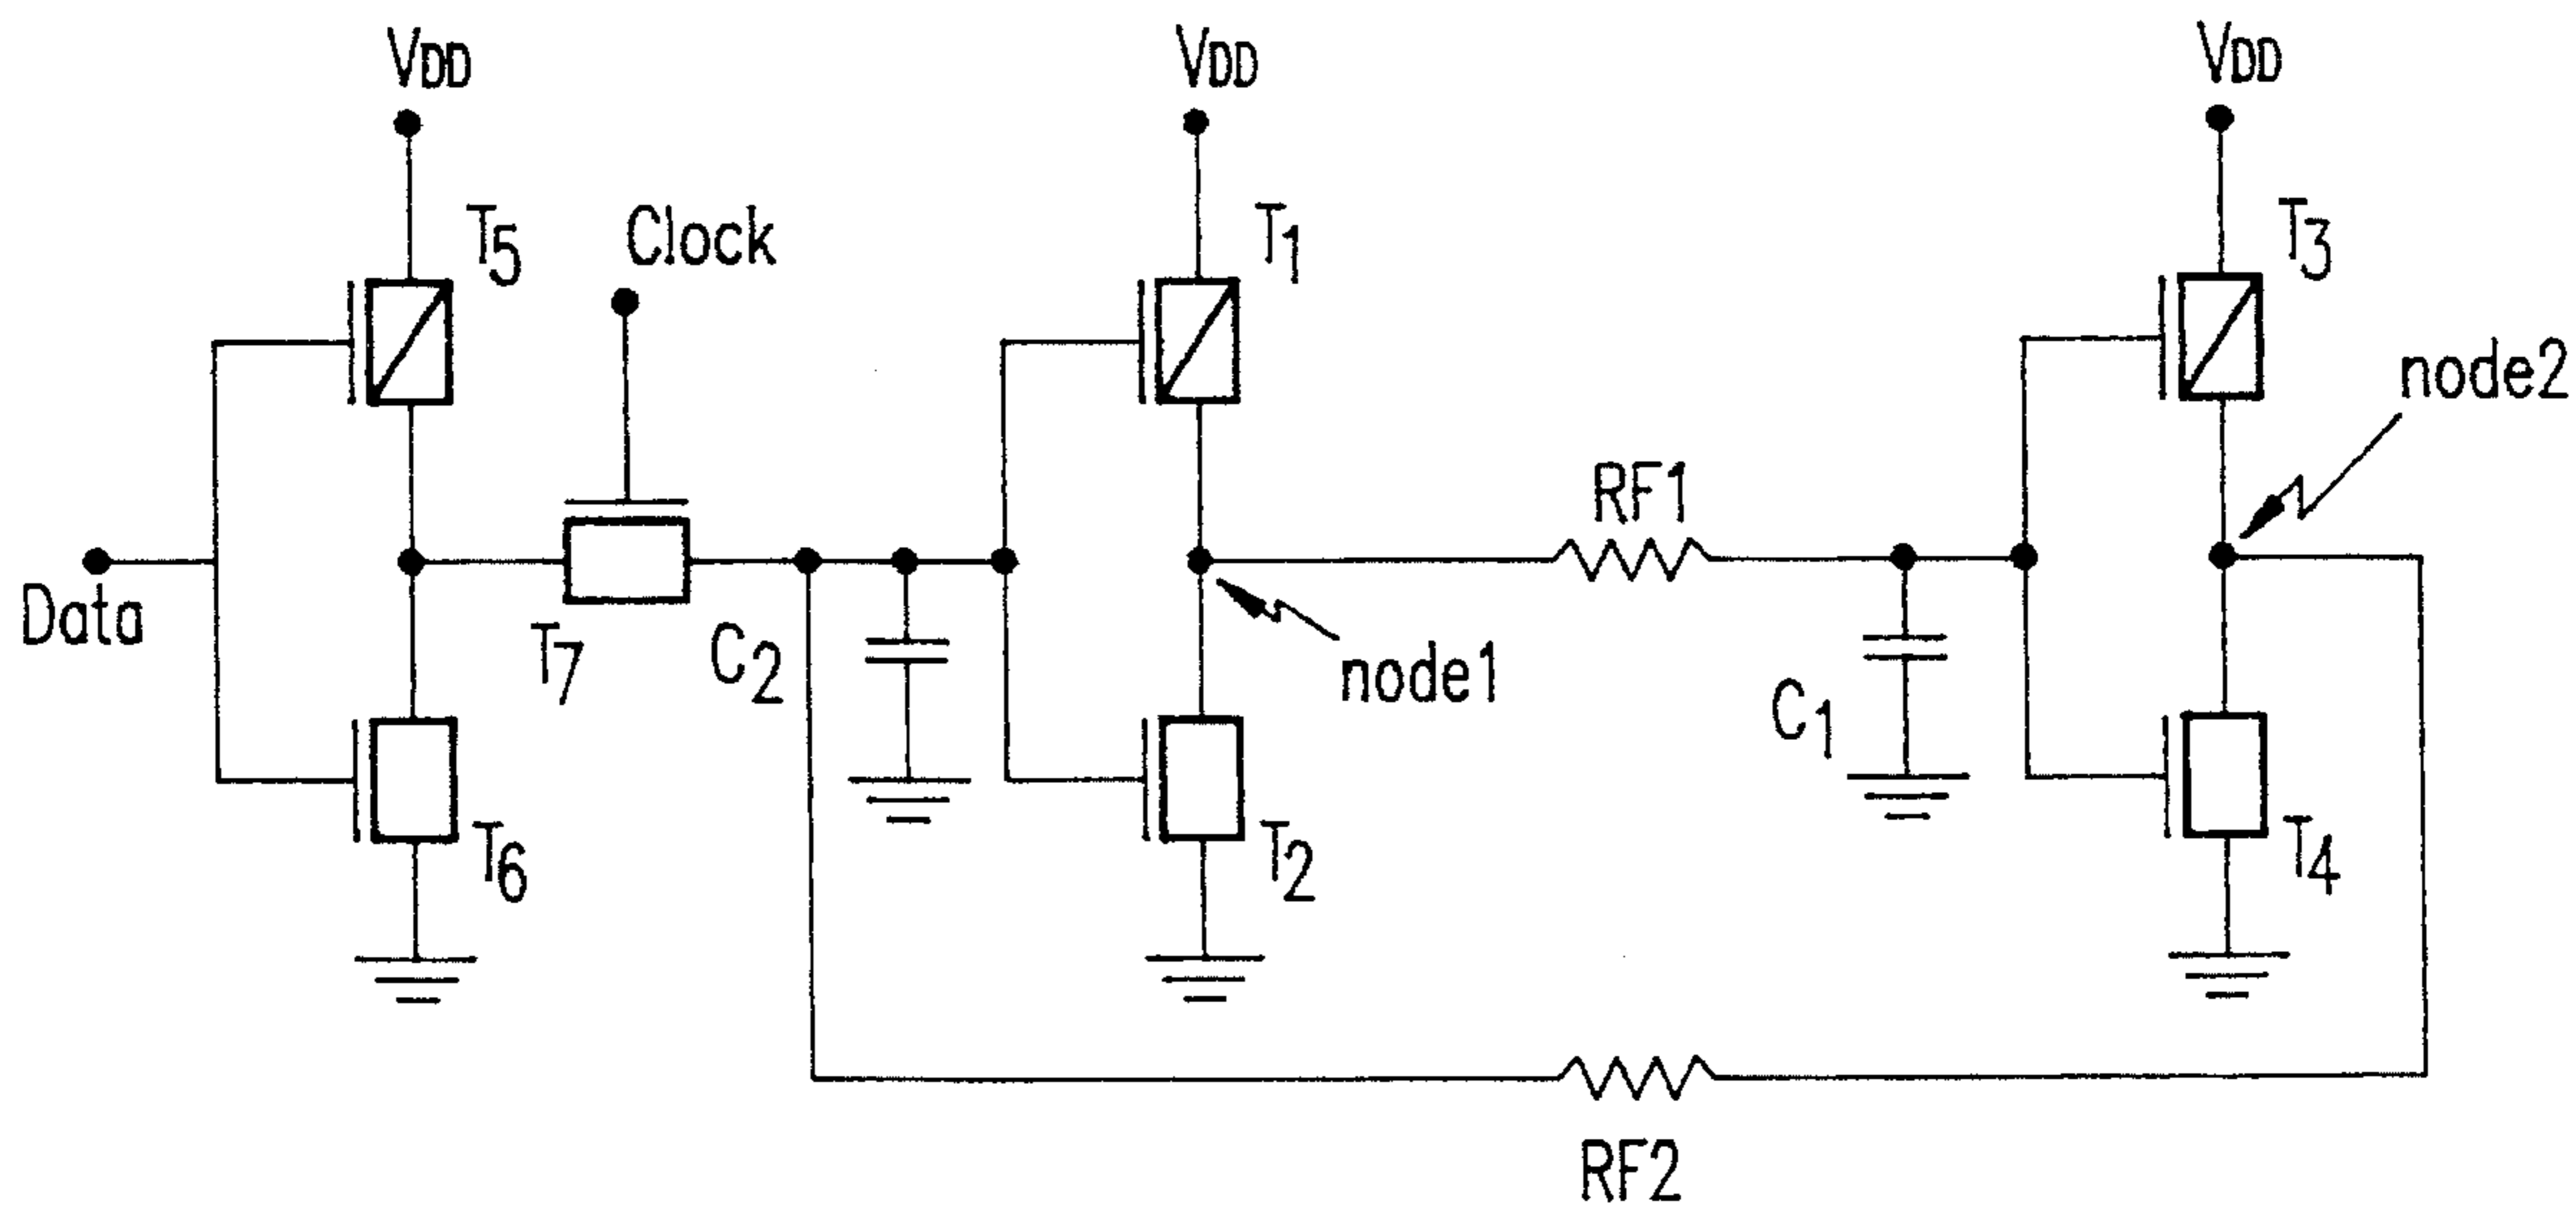 VDD
VDD
VDD
T5
Clock
T1
T3
node2
RF1
Data
T7
C2
node1
C1
T6
T2
T4
RF2